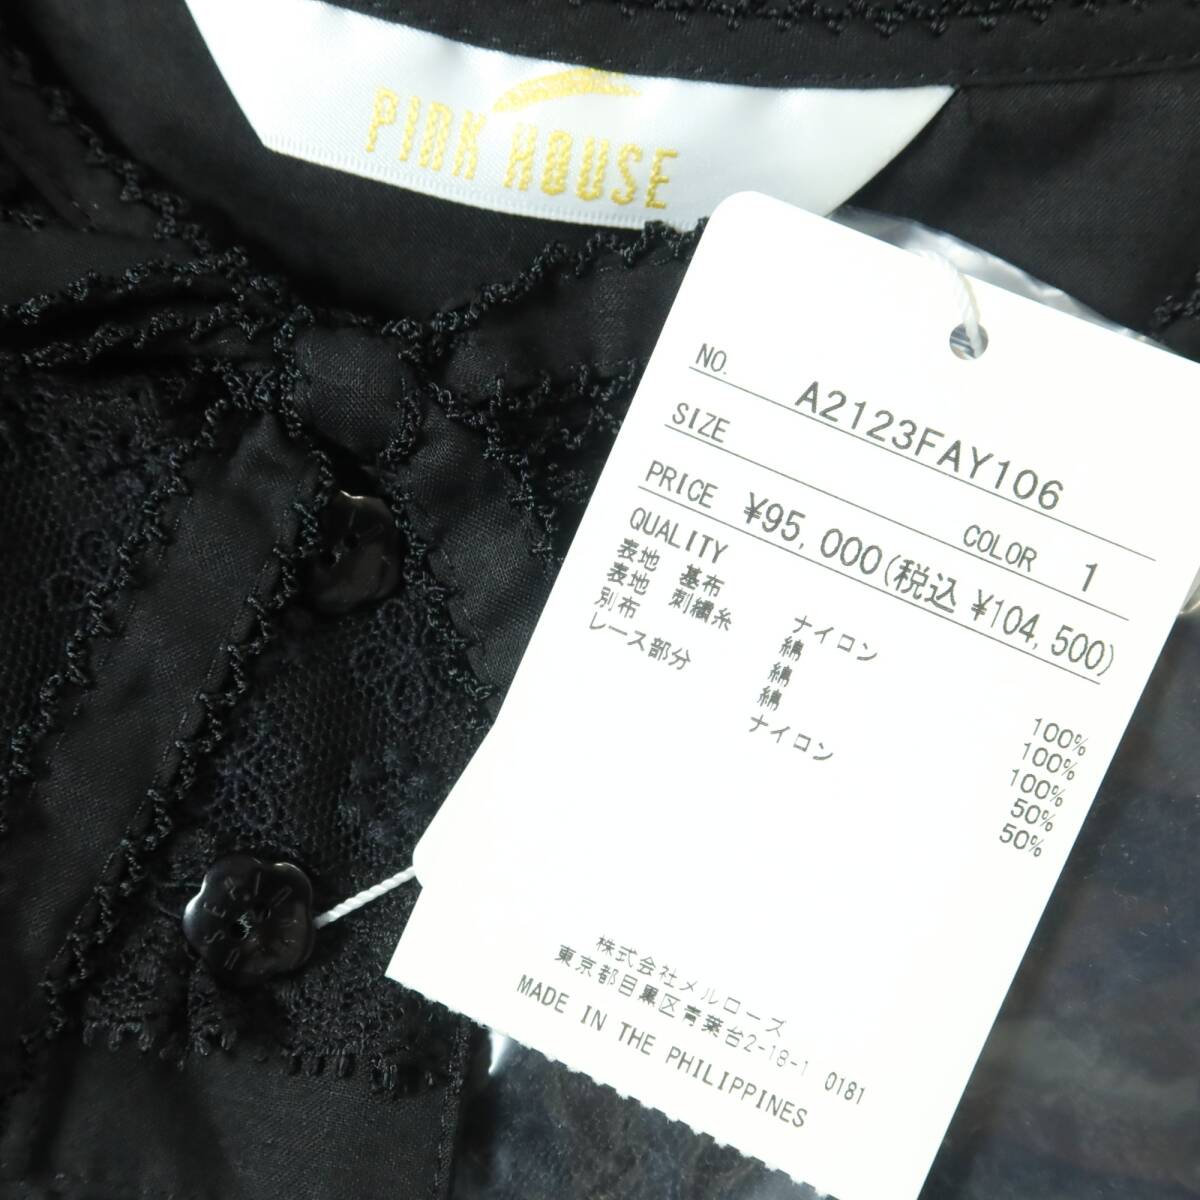 PINK HOUSE
NO. A2123FAY106
SIZE COLOR 1
PRICE ¥95,000(税込 ¥104,500)
QUALITY
表地 基布 ナイロン 100%
表地 刺繍糸 綿 100%
別布 綿 100%
レース部分 綿 50%
ナイロン 50%
株式会社メルローズ
東京都目黒区青葉台2-18-1 0181
MADE IN THE PHILIPPINES